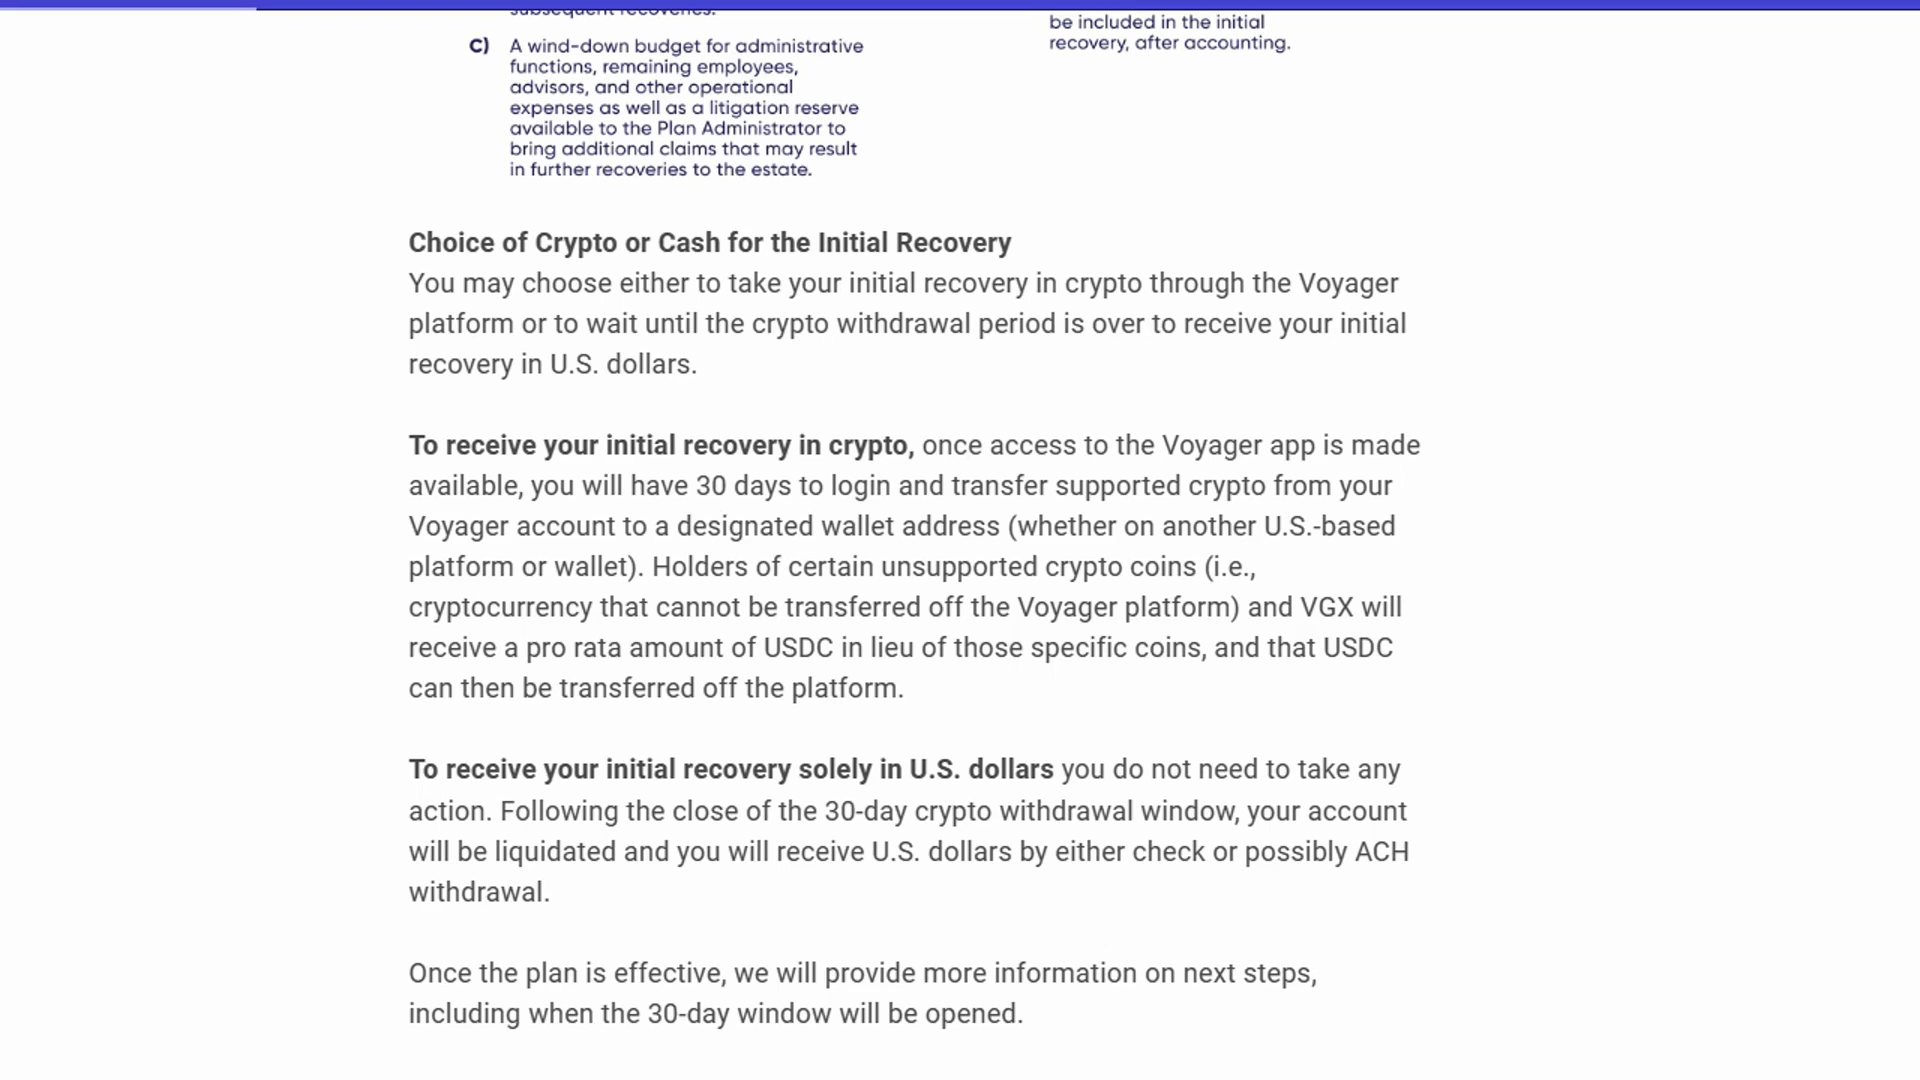 subsequent recoveries.
C) A wind-down budget for administrative
functions, remaining employees,
advisors, and other operational
expenses as well as a litigation reserve
available to the Plan Administrator to
bring additional claims that may result
in further recoveries to the estate.
be included in the initial
recovery, after accounting.
Choice of Crypto or Cash for the Initial Recovery
You may choose either to take your initial recovery in crypto through the Voyager
platform or to wait until the crypto withdrawal period is over to receive your initial
recovery in U.S. dollars.
To receive your initial recovery in crypto, once access to the Voyager app is made
available, you will have 30 days to login and transfer supported crypto from your
Voyager account to a designated wallet address (whether on another U.S.-based
platform or wallet). Holders of certain unsupported crypto coins (i.e.,
cryptocurrency that cannot be transferred off the Voyager platform) and VGX will
receive a pro rata amount of USDC in lieu of those specific coins, and that USDC
can then be transferred off the platform.
To receive your initial recovery solely in U.S. dollars you do not need to take any
action. Following the close of the 30-day crypto withdrawal window, your account
will be liquidated and you will receive U.S. dollars by either check or possibly ACH
withdrawal.
Once the plan is effective, we will provide more information on next steps,
including when the 30-day window will be opened.